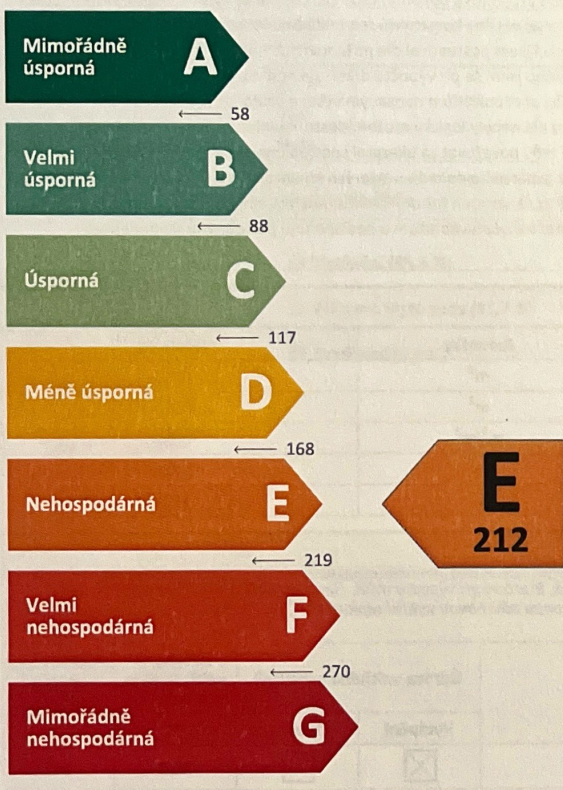 Mimořádně
úsporná
A
← 58
Velmi
úsporná
B
← 88
Úsporná
C
← 117
Méně úsporná
D
← 168
Nehospodárná
E
E
212
← 219
Velmi
nehospodárná
F
← 270
Mimořádně
nehospodárná
G